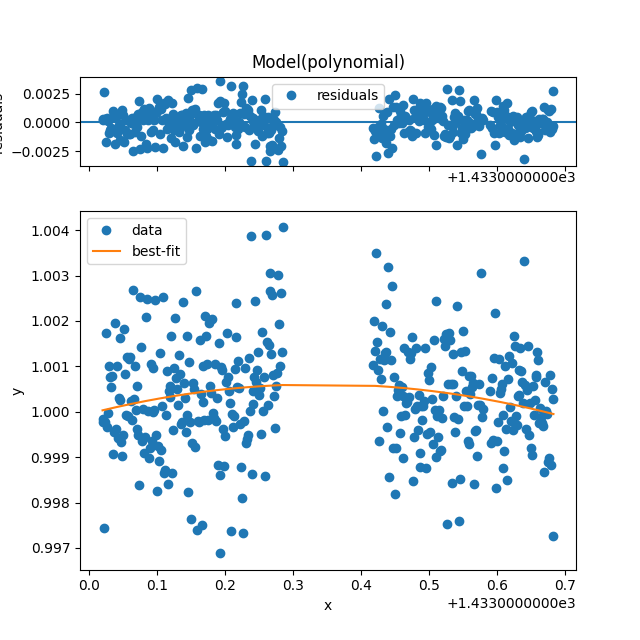 Model(polynomial)
0.0025
0.0000
−0.0025
residuals
residuals
+1.4330000000e3
1.004
1.003
1.002
1.001
1.000
0.999
0.998
0.997
y
data
best-fit
0.0 0.1 0.2 0.3 0.4 0.5 0.6 0.7
x
+1.4330000000e3